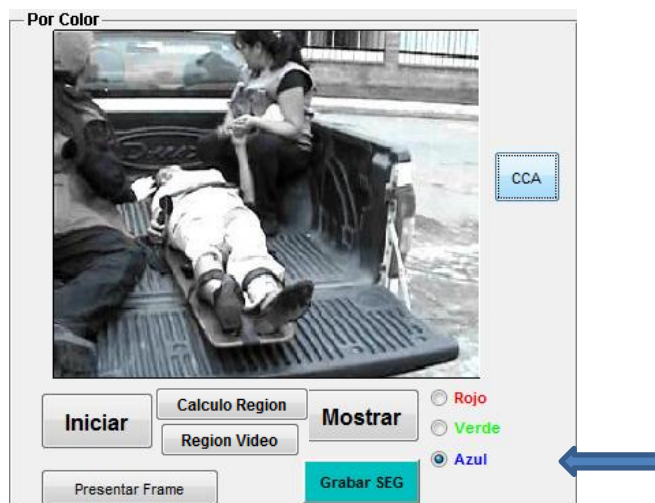 Por Color
CCA
Iniciar
Calculo Region
Region Video
Mostrar
Rojo
Verde
Azul
Presentar Frame
Grabar SEG